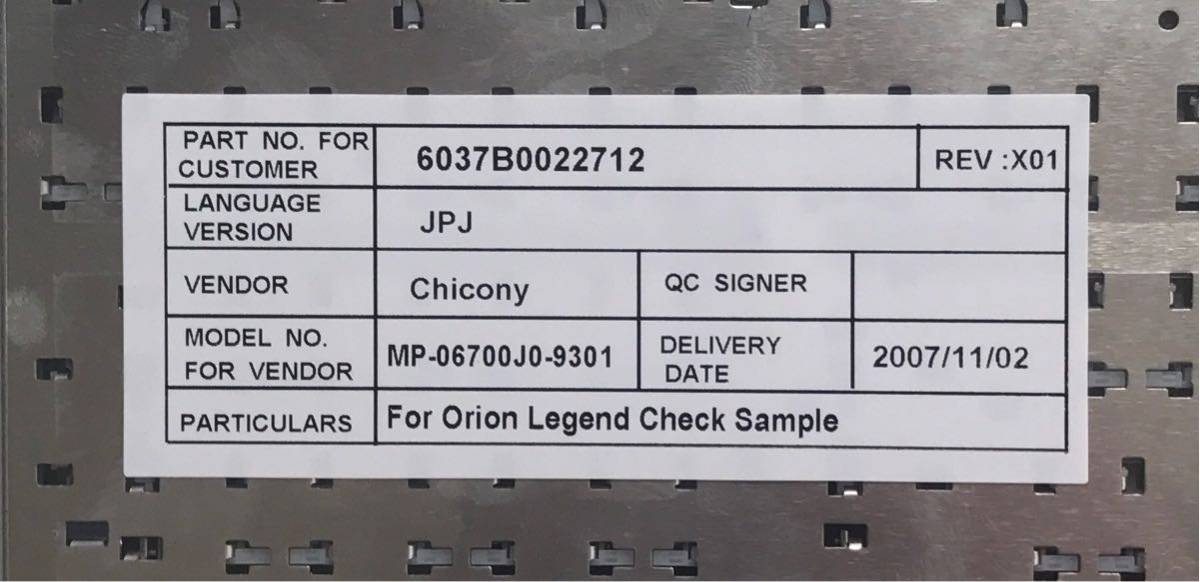 PART NO. FOR CUSTOMER 6037B0022712 REV :X01
LANGUAGE VERSION JPJ
VENDOR Chicony QC SIGNER
MODEL NO. FOR VENDOR MP-06700J0-9301 DELIVERY DATE 2007/11/02
PARTICULARS For Orion Legend Check Sample